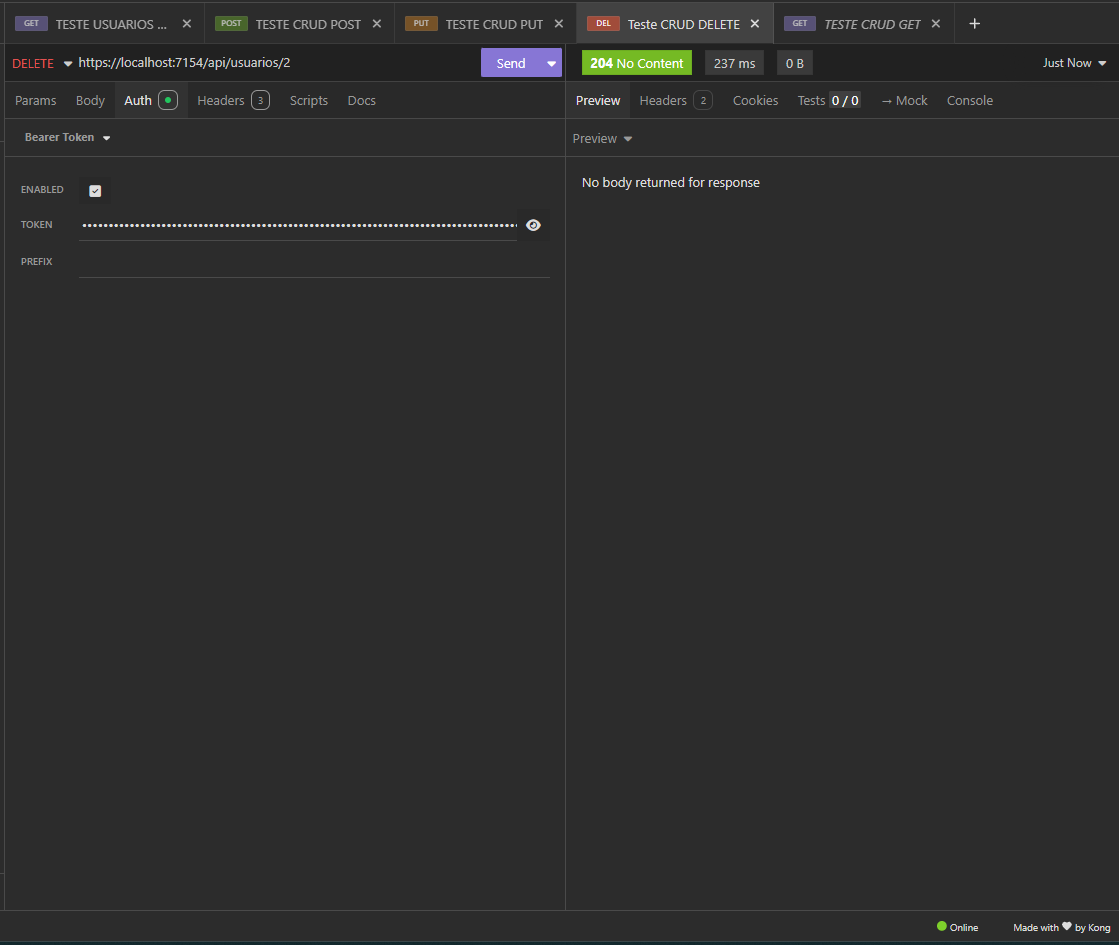 GET TESTE USUARIOS ... POST TESTE CRUD POST PUT TESTE CRUD PUT DEL Teste CRUD DELETE GET TESTE CRUD GET +
DELETE https://localhost:7154/api/usuarios/2 Send 204 No Content 237 ms 0 B Just Now
Params Body Auth Headers 3 Scripts Docs Preview Headers 2 Cookies Tests 0 / 0 → Mock Console
Bearer Token Preview
ENABLED No body returned for response
TOKEN
PREFIX
Online Made with ❤ by Kong